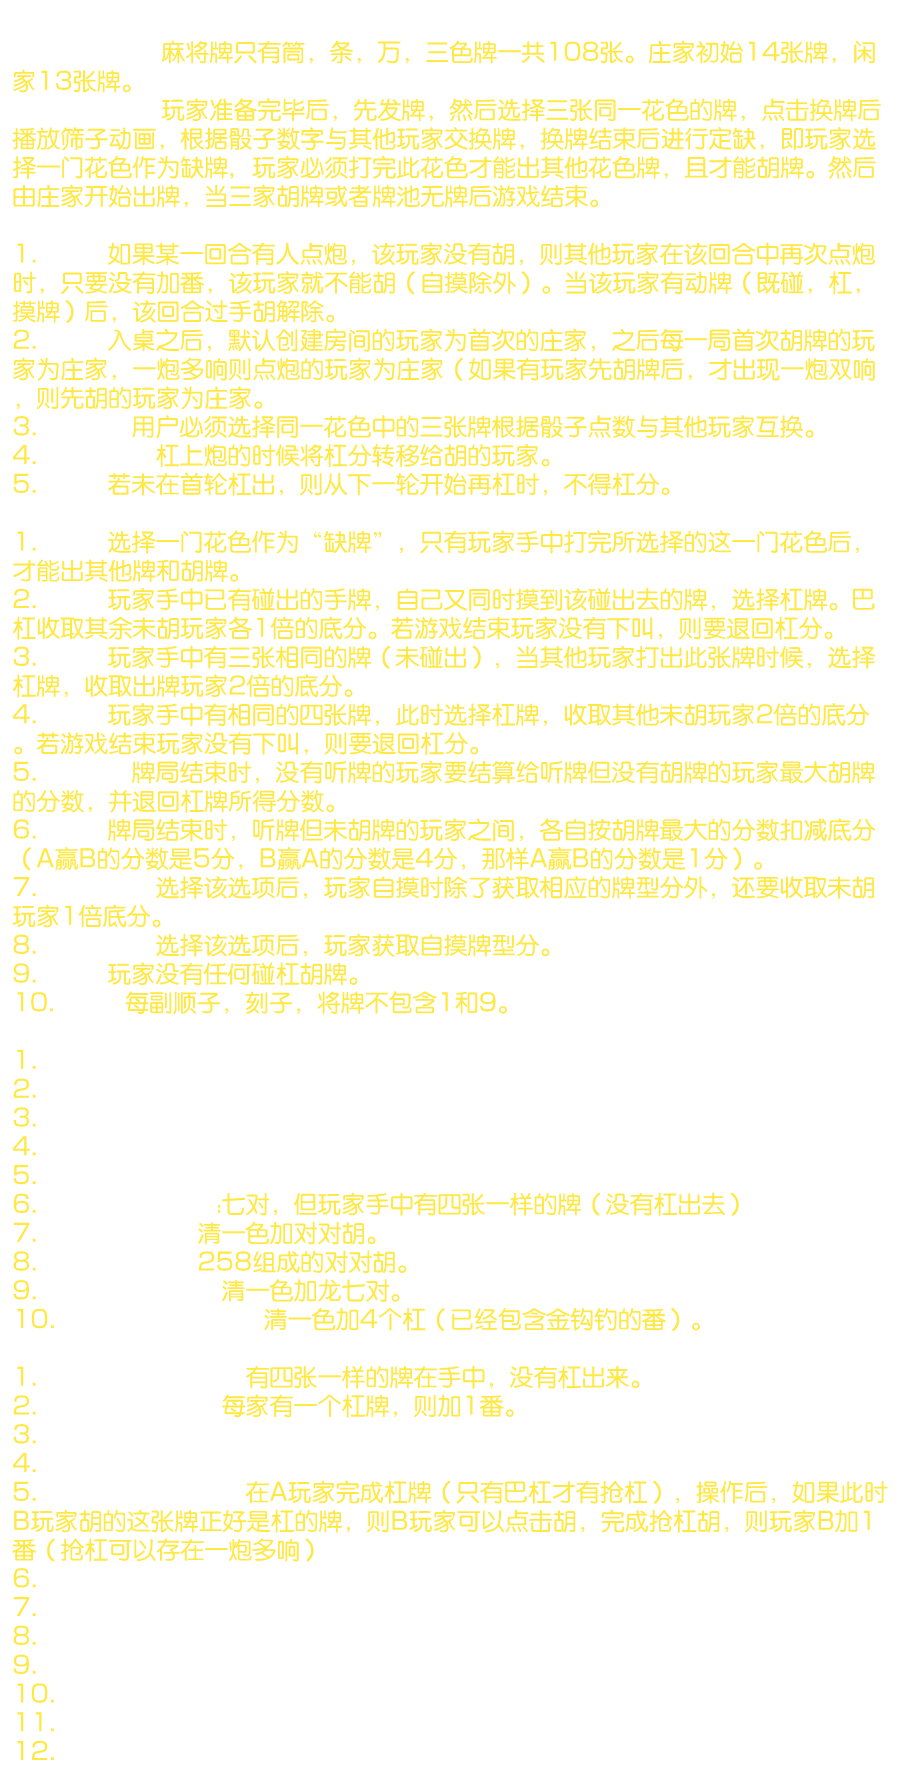 麻将牌只有筒，条，万，三色牌一共108张。庄家初始14张牌，闲
家13张牌。
玩家准备完毕后，先发牌，然后选择三张同一花色的牌，点击换牌后
播放筛子动画，根据骰子数字与其他玩家交换牌，换牌结束后进行定缺，即玩家选
择一门花色作为缺牌，玩家必须打完此花色才能出其他花色牌，且才能胡牌。然后
由庄家开始出牌，当三家胡牌或者牌池无牌后游戏结束。
1. 如果某一回合有人点炮，该玩家没有胡，则其他玩家在该回合中再次点炮
时，只要没有加番，该玩家就不能胡（自摸除外）。当该玩家有动牌（既碰，杠，
摸牌）后，该回合过手胡解除。
2. 入桌之后，默认创建房间的玩家为首次的庄家，之后每一局首次胡牌的玩
家为庄家，一炮多响则点炮的玩家为庄家（如果有玩家先胡牌后，才出现一炮双响
，则先胡的玩家为庄家。
3. 用户必须选择同一花色中的三张牌根据骰子点数与其他玩家互换。
4. 杠上炮的时候将杠分转移给胡的玩家。
5. 若未在首轮杠出，则从下一轮开始再杠时，不得杠分。
1. 选择一门花色作为“缺牌”，只有玩家手中打完所选择的这一门花色后，
才能出其他牌和胡牌。
2. 玩家手中已有碰出的手牌，自己又同时摸到该碰出去的牌，选择杠牌。巴
杠收取其余未胡玩家各1倍的底分。若游戏结束玩家没有下叫，则要退回杠分。
3. 玩家手中有三张相同的牌（未碰出），当其他玩家打出此张牌时候，选择
杠牌，收取出牌玩家2倍的底分。
4. 玩家手中有相同的四张牌，此时选择杠牌，收取其他未胡玩家2倍的底分
。若游戏结束玩家没有下叫，则要退回杠分。
5. 牌局结束时，没有听牌的玩家要结算给听牌但没有胡牌的玩家最大胡牌
的分数，并退回杠牌所得分数。
6. 牌局结束时，听牌但未胡牌的玩家之间，各自按胡牌最大的分数扣减底分
（A赢B的分数是5分，B赢A的分数是4分，那样A赢B的分数是1分）。
7. 选择该选项后，玩家自摸时除了获取相应的牌型分外，还要收取未胡
玩家1倍底分。
8. 选择该选项后，玩家获取自摸牌型分。
9. 玩家没有任何碰杠胡牌。
10. 每副顺子，刻子，将牌不包含1和9。
1.
2.
3.
4.
5.
6. :七对，但玩家手中有四张一样的牌（没有杠出去）
7. 清一色加对对胡。
8. 258组成的对对胡。
9. 清一色加龙七对。
10. 清一色加4个杠（已经包含金钩钓的番）。
1. 有四张一样的牌在手中，没有杠出来。
2. 每家有一个杠牌，则加1番。
3.
4.
5. 在A玩家完成杠牌（只有巴杠才有抢杠），操作后，如果此时
B玩家胡的这张牌正好是杠的牌，则B玩家可以点击胡，完成抢杠胡，则玩家B加1
番（抢杠可以存在一炮多响）
6.
7.
8.
9.
10.
11.
12.